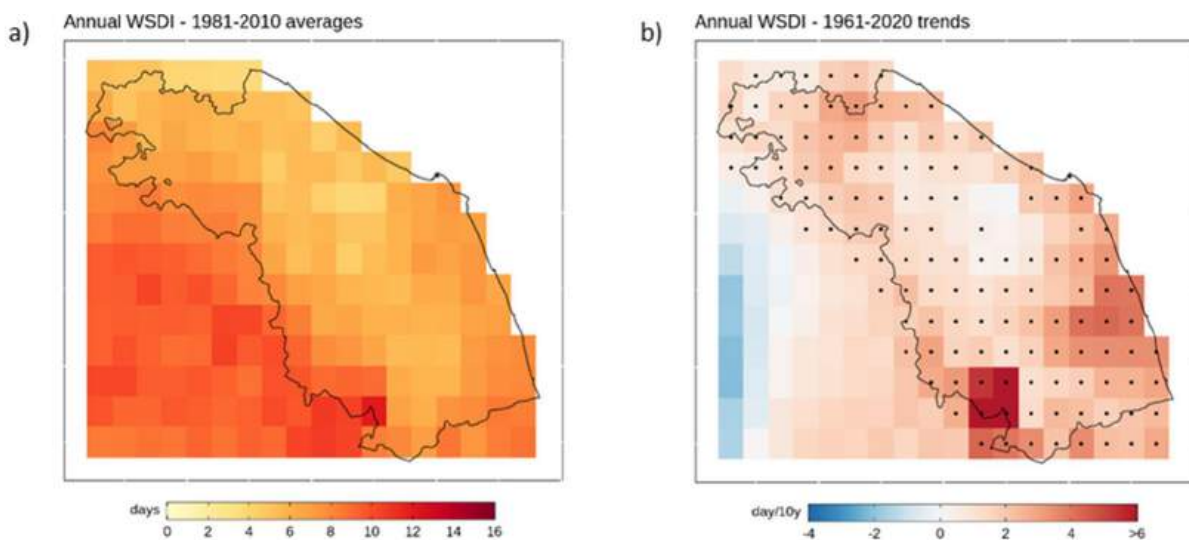 Annual WSDI - 1981-2010 averages
a)
days
0 2 4 6 8 10 12 14 16
Annual WSDI - 1961-2020 trends
b)
day/10y
-4 -2 0 2 4 >6